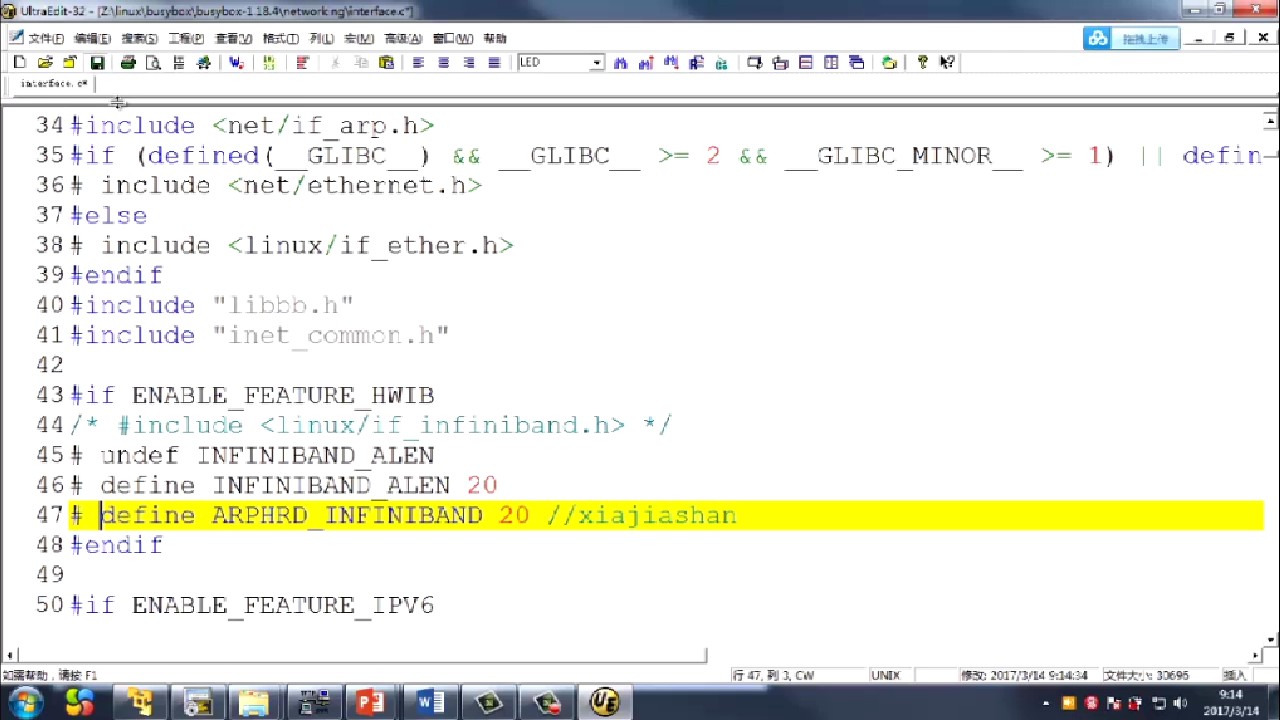 UltraEdit-32 - [Z:\linux\busybox\busybox-1.18.4\networking\interface.c*]
文件(F) 编辑(E) 搜索(S) 工程(P) 查看(V) 格式(T) 列(L) 宏(M) 高级(A) 窗口(W) 帮助
拖拽上传
LED
interface.c*
34 #include <net/if_arp.h>
35 #if (defined(__GLIBC__) && __GLIBC__ >= 2 && __GLIBC_MINOR__ >= 1) || defin
36 # include <net/ethernet.h>
37 #else
38 # include <linux/if_ether.h>
39 #endif
40 #include "libbb.h"
41 #include "inet_common.h"
42
43 #if ENABLE_FEATURE_HWIB
44 /* #include <linux/if_infiniband.h> */
45 # undef INFINIBAND_ALEN
46 # define INFINIBAND_ALEN 20
47 # define ARPHRD_INFINIBAND 20 //xiajiashan
48 #endif
49
50 #if ENABLE_FEATURE_IPV6
如需帮助, 请按 F1 行 47, 列 3, CW UNIX 修改: 2017/3/14 9:14:34 文件大小: 30696 插入
9:14
2017/3/14